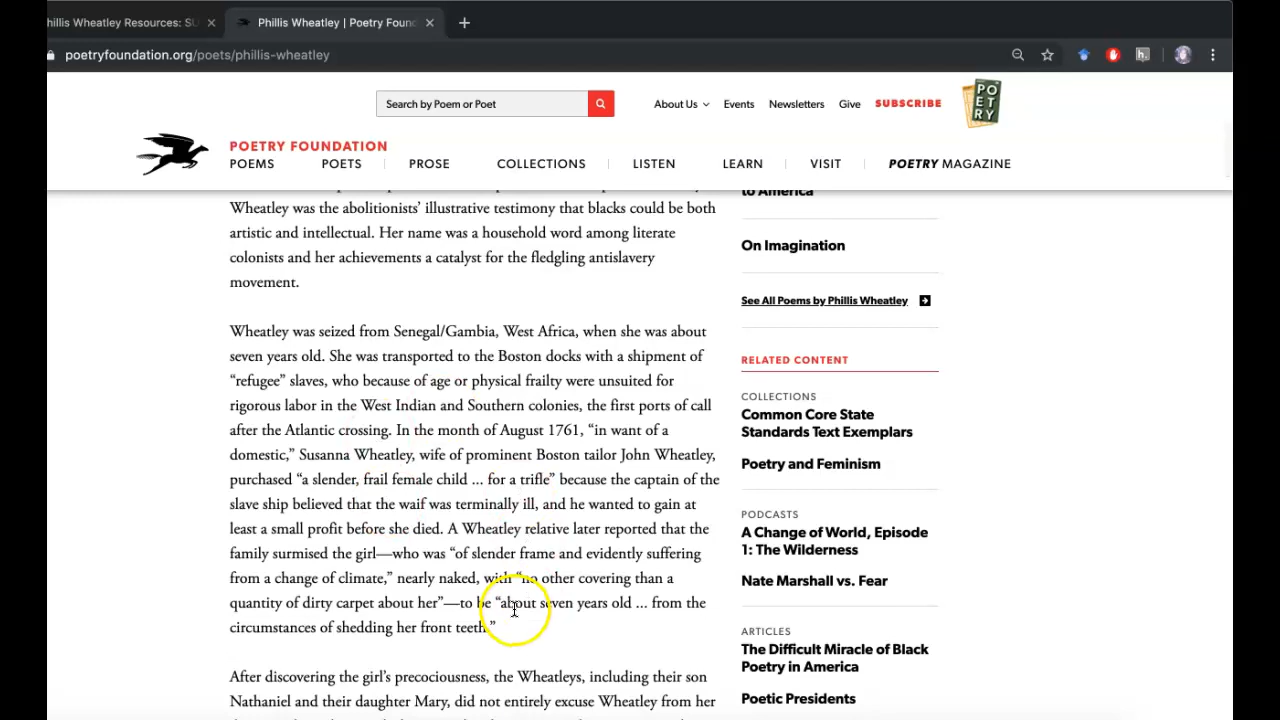 hillis Wheatley Resources: SU
Phillis Wheatley | Poetry Foun
poetryfoundation.org/poets/phillis-wheatley
Search by Poem or Poet
About Us
Events
Newsletters
Give
SUBSCRIBE
PO
ET
RY
POETRY FOUNDATION
POEMS
POETS
PROSE
COLLECTIONS
LISTEN
LEARN
VISIT
POETRY MAGAZINE
Wheatley was the abolitionists’ illustrative testimony that blacks could be both
artistic and intellectual. Her name was a household word among literate
colonists and her achievements a catalyst for the fledgling antislavery
movement.
Wheatley was seized from Senegal/Gambia, West Africa, when she was about
seven years old. She was transported to the Boston docks with a shipment of
“refugee” slaves, who because of age or physical frailty were unsuited for
rigorous labor in the West Indian and Southern colonies, the first ports of call
after the Atlantic crossing. In the month of August 1761, “in want of a
domestic,” Susanna Wheatley, wife of prominent Boston tailor John Wheatley,
purchased “a slender, frail female child ... for a trifle” because the captain of the
slave ship believed that the waif was terminally ill, and he wanted to gain at
least a small profit before she died. A Wheatley relative later reported that the
family surmised the girl—who was “of slender frame and evidently suffering
from a change of climate,” nearly naked, with “no other covering than a
quantity of dirty carpet about her”—to be “about seven years old ... from the
circumstances of shedding her front teeth.”
After discovering the girl’s precociousness, the Wheatleys, including their son
Nathaniel and their daughter Mary, did not entirely excuse Wheatley from her
to America
On Imagination
See All Poems by Phillis Wheatley
RELATED CONTENT
COLLECTIONS
Common Core State
Standards Text Exemplars
Poetry and Feminism
PODCASTS
A Change of World, Episode
1: The Wilderness
Nate Marshall vs. Fear
ARTICLES
The Difficult Miracle of Black
Poetry in America
Poetic Presidents